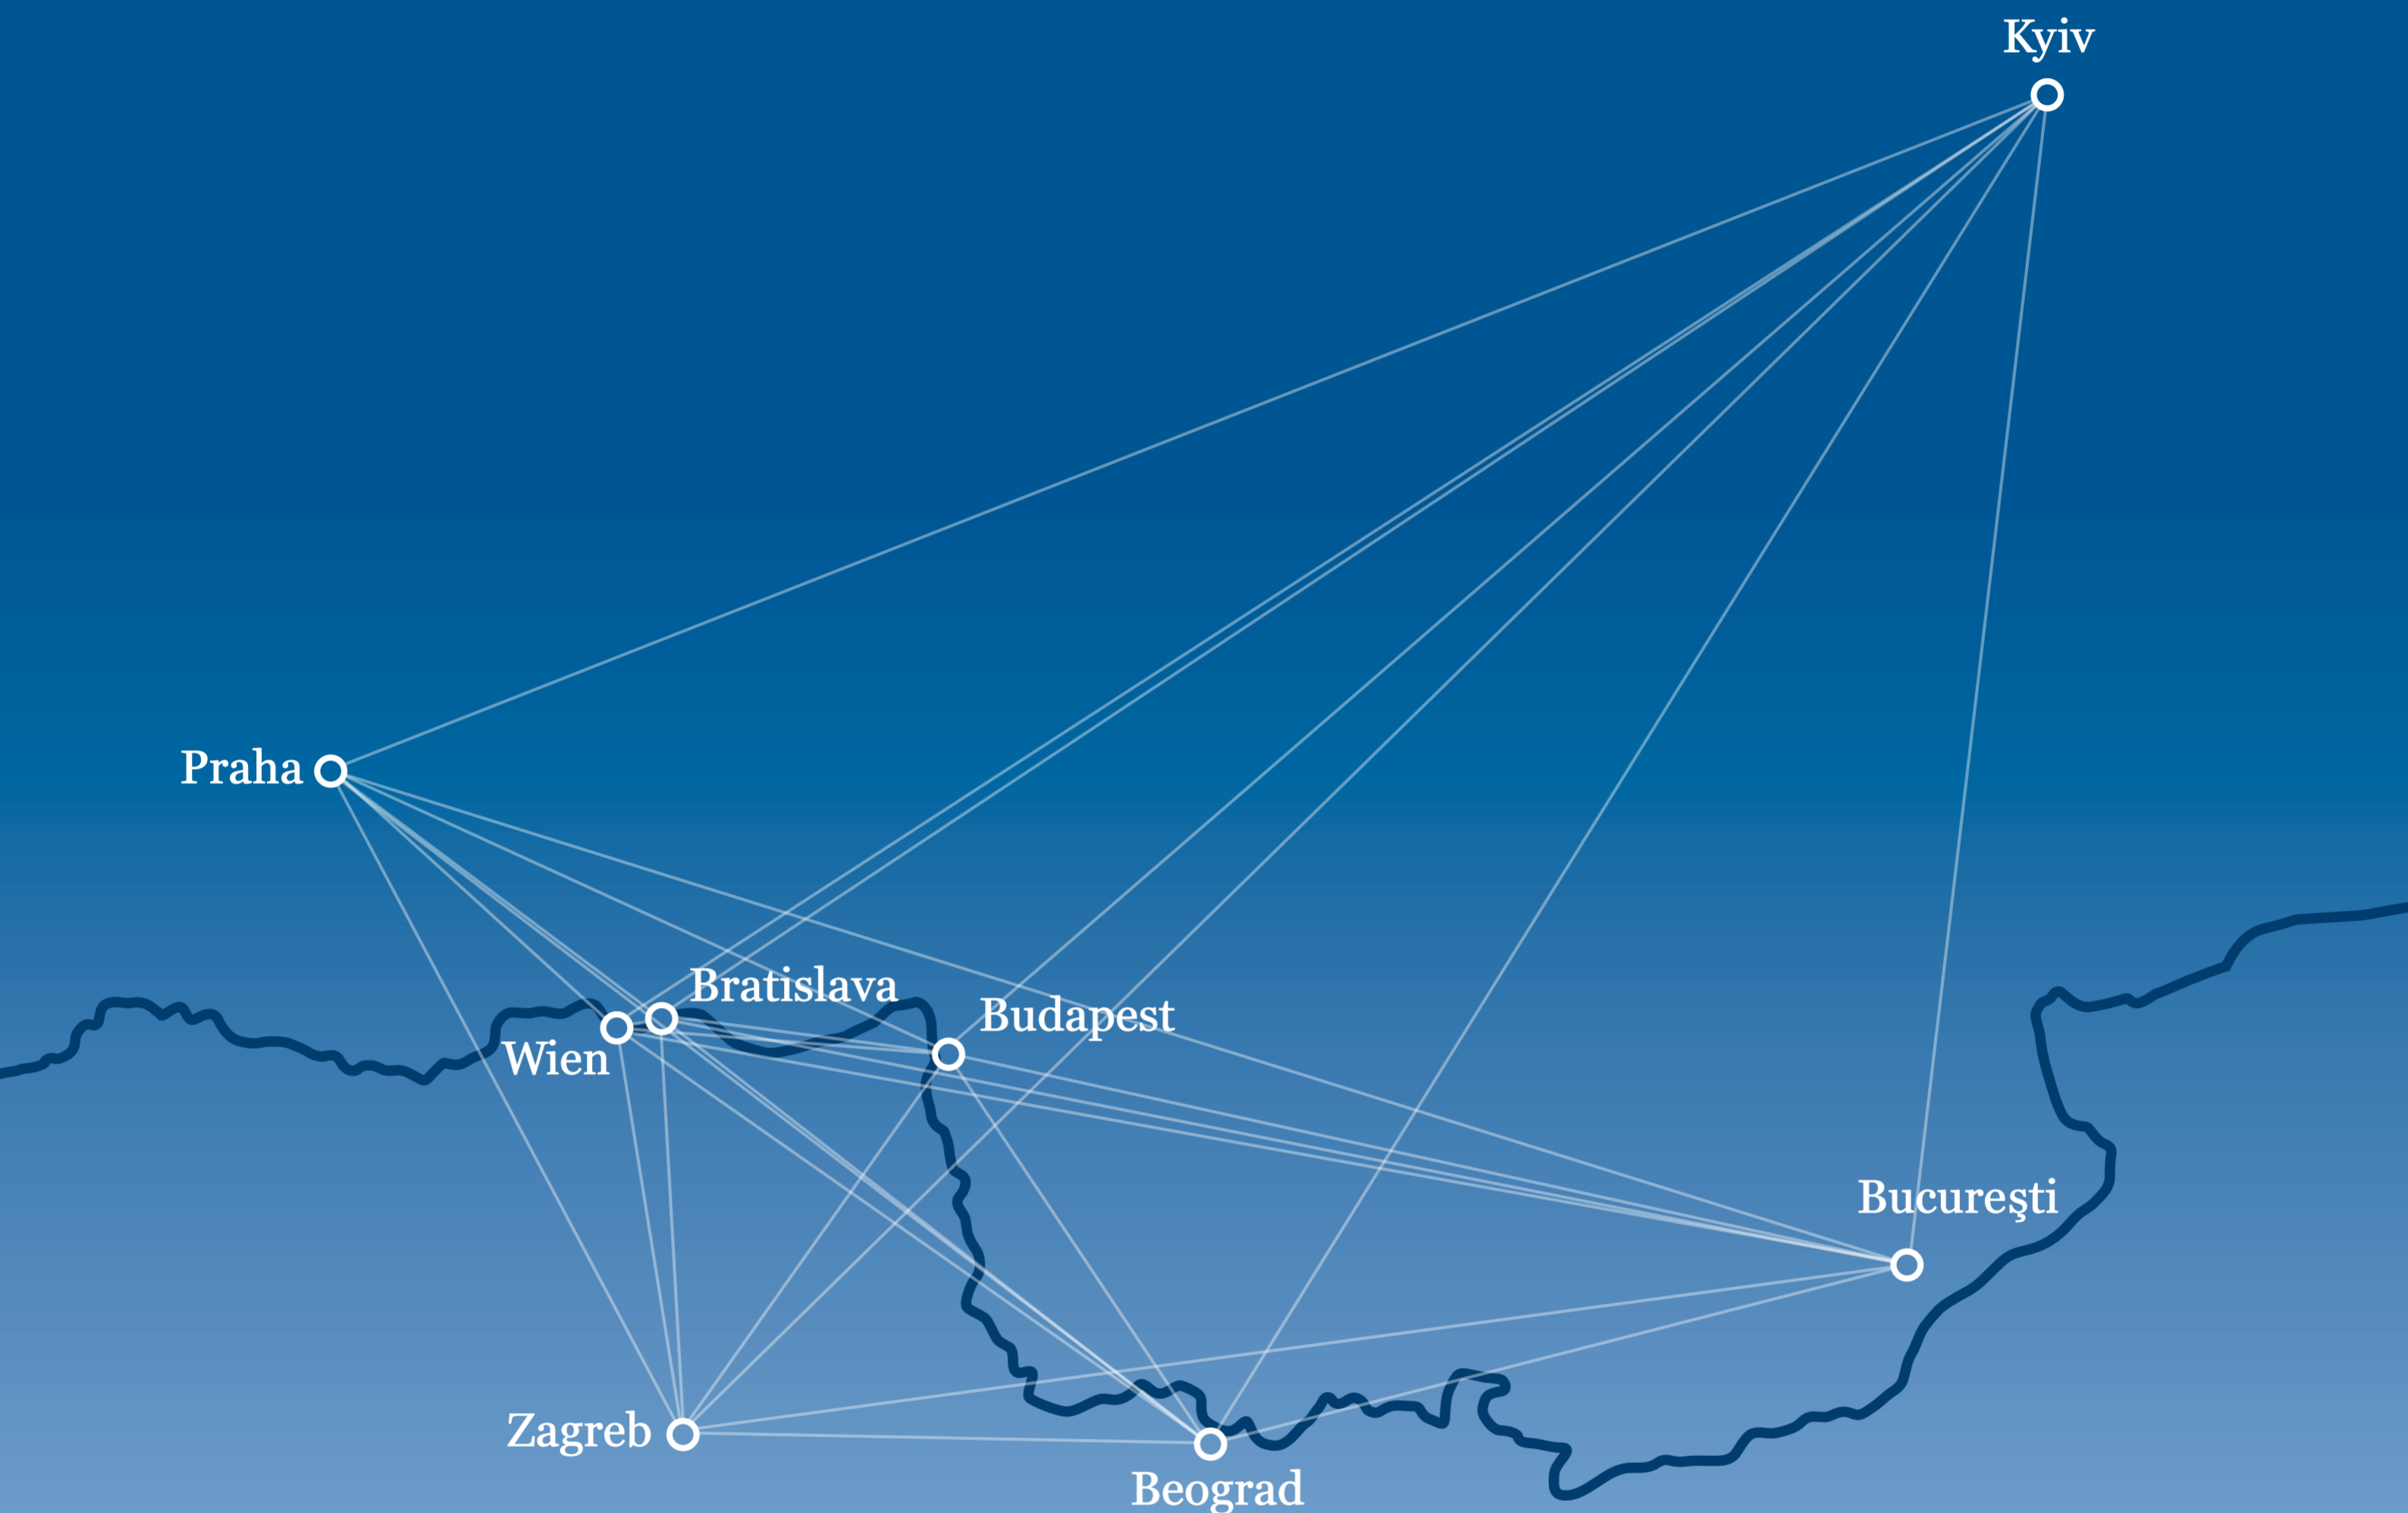 Kyiv
Praha
Bratislava
Budapest
Wien
Bucureşti
Zagreb
Beograd